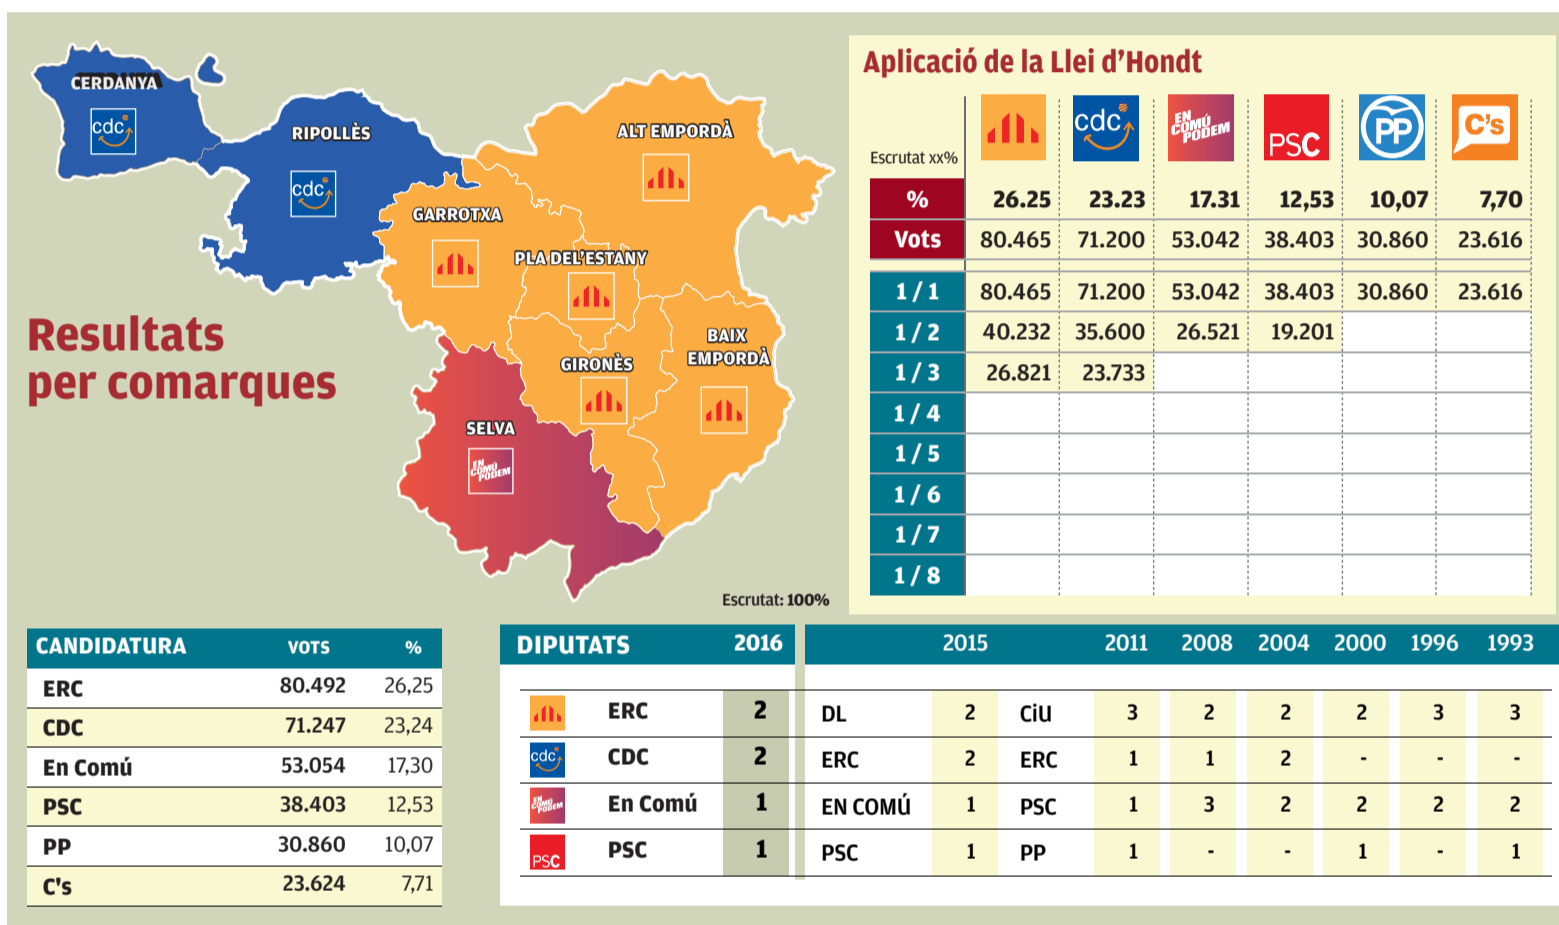 CERDANYA
cdc
RIPOLLÈS
cdc
ALT EMPORDÀ
GARROTXA
PLA DEL'ESTANY
BAIX
EMPORDÀ
GIRONÈS
SELVA
EN
COMÚ
PODEM
Resultats
per comarques
Escrutat: 100%
Aplicació de la Llei d'Hondt
cdc EN COMÚ PODEM PSC PP C's
Escrutat xx%
% 26.25 23.23 17.31 12,53 10,07 7,70
Vots 80.465 71.200 53.042 38.403 30.860 23.616
1 / 1 80.465 71.200 53.042 38.403 30.860 23.616
1 / 2 40.232 35.600 26.521 19.201
1 / 3 26.821 23.733
1 / 4
1 / 5
1 / 6
1 / 7
1 / 8
CANDIDATURA VOTS %
ERC 80.492 26,25
CDC 71.247 23,24
En Comú 53.054 17,30
PSC 38.403 12,53
PP 30.860 10,07
C's 23.624 7,71
DIPUTATS 2016 2015 2011 2008 2004 2000 1996 1993
ERC 2 DL 2 CiU 3 2 2 2 3 3
cdc CDC 2 ERC 2 ERC 1 1 2 - - -
EN COMÚ PODEM En Comú 1 EN COMÚ 1 PSC 1 3 2 2 2 2
PSC PSC 1 PSC 1 PP 1 - - 1 - 1